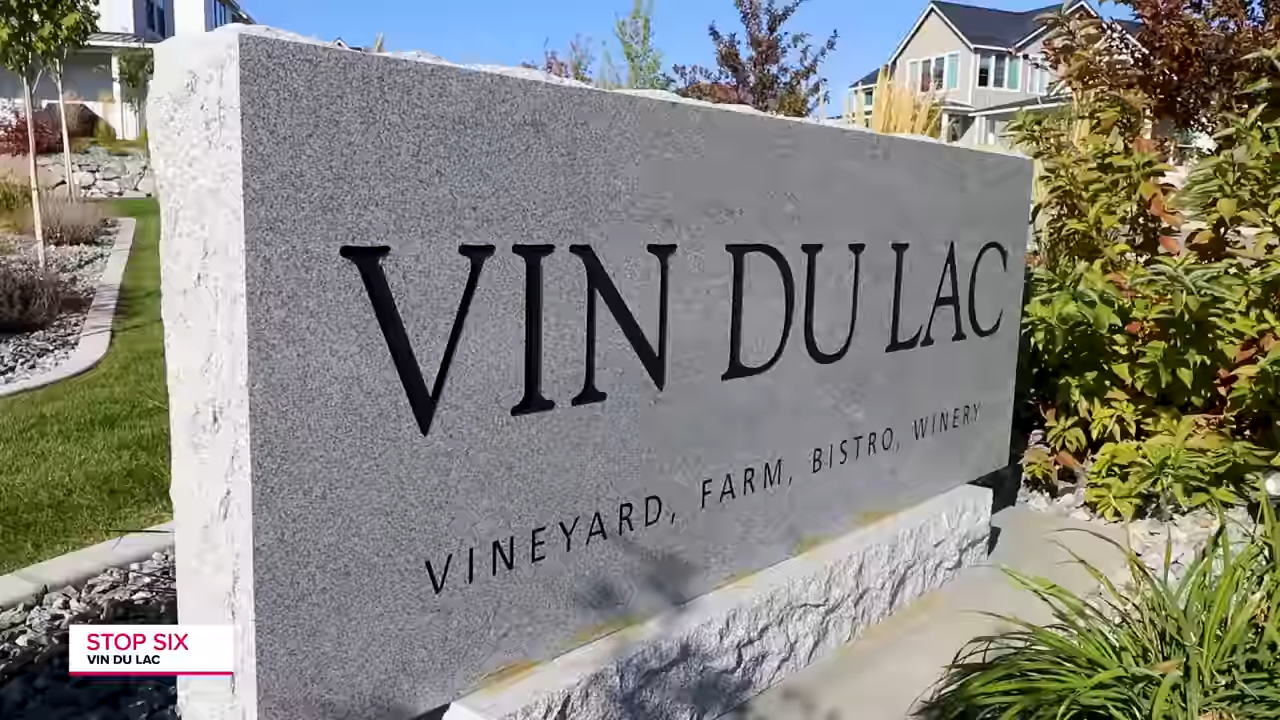 VIN DU LAC
VINEYARD, FARM, BISTRO, WINERY
STOP SIX
VIN DU LAC